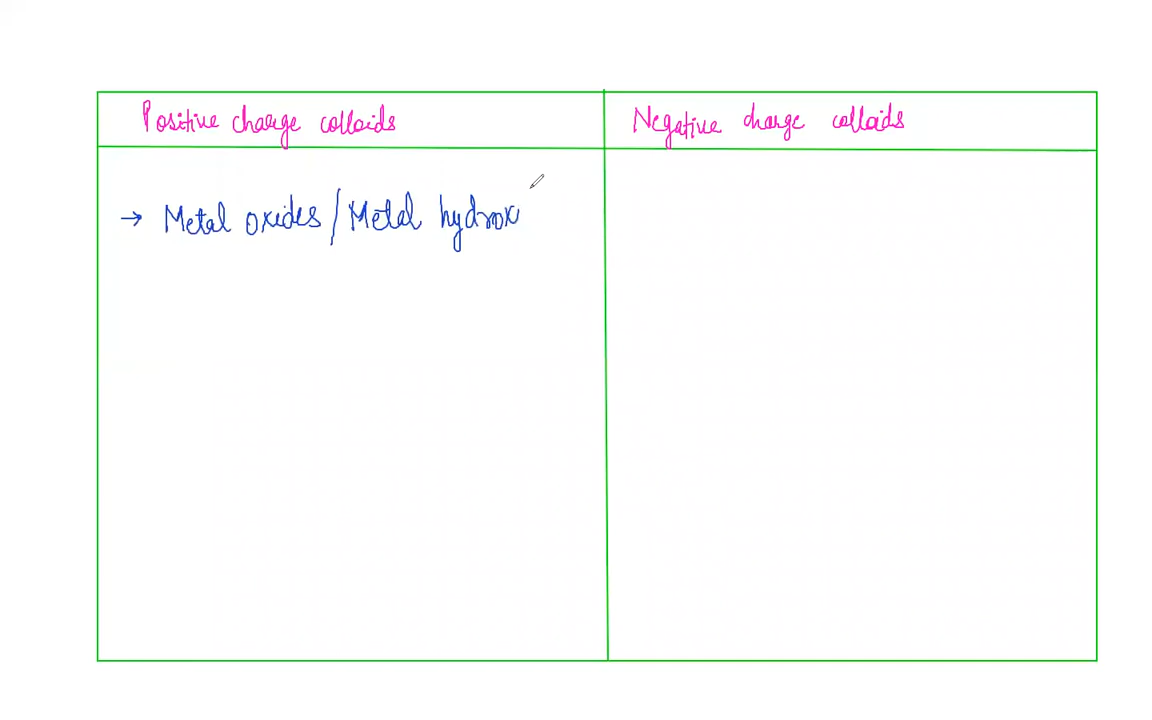 Positive charge colloids
Negative charge colloids
→ Metal oxides / Metal hydrox